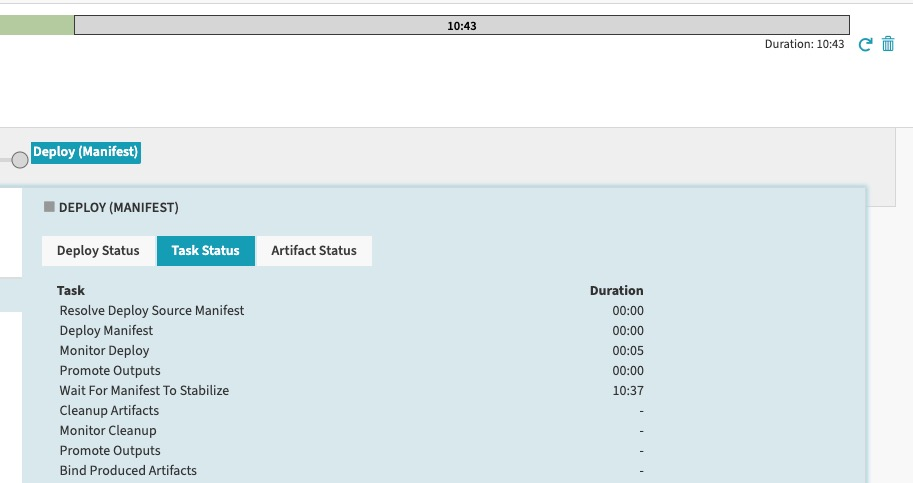 10:43
Duration: 10:43
Deploy (Manifest)
DEPLOY (MANIFEST)
Deploy Status Task Status Artifact Status
Task Duration
Resolve Deploy Source Manifest 00:00
Deploy Manifest 00:00
Monitor Deploy 00:05
Promote Outputs 00:00
Wait For Manifest To Stabilize 10:37
Cleanup Artifacts -
Monitor Cleanup -
Promote Outputs -
Bind Produced Artifacts -